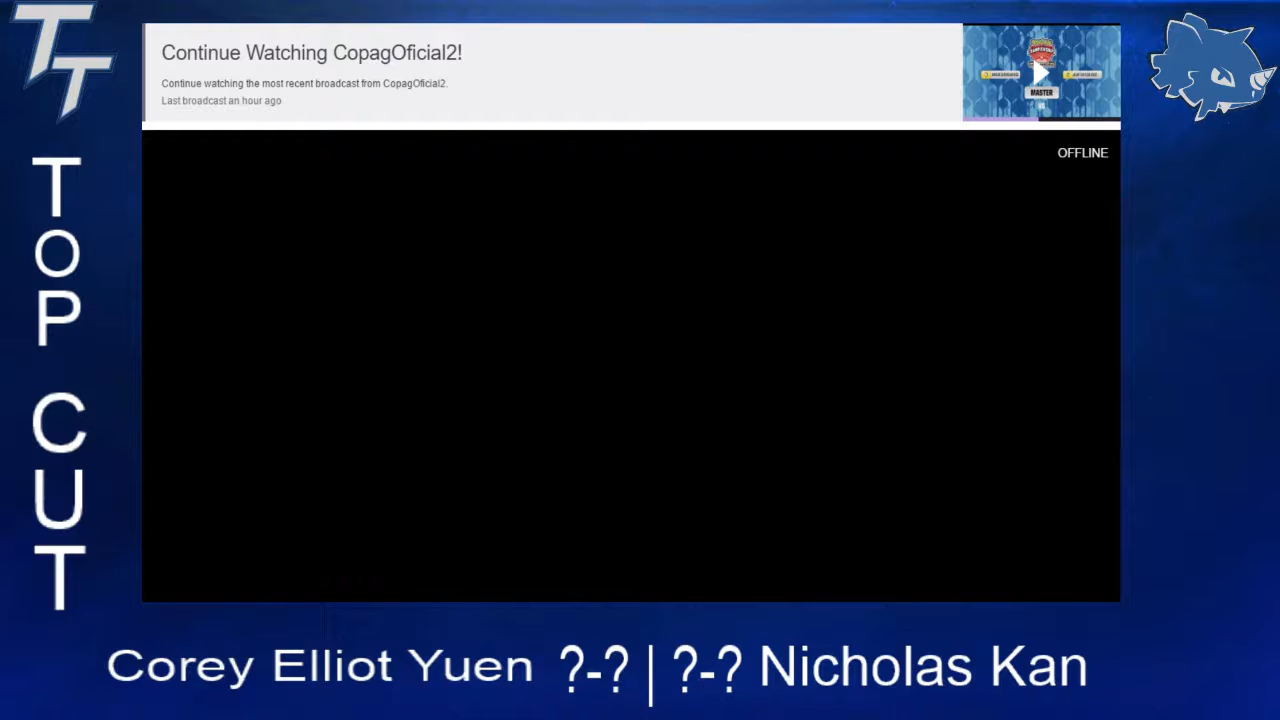 TT
Continue Watching CopagOficial2!
Continue watching the most recent broadcast from CopagOficial2.
Last broadcast an hour ago
MASTER
OFFLINE
TOP
CUT
Corey Elliot Yuen ?-? | ?-? Nicholas Kan